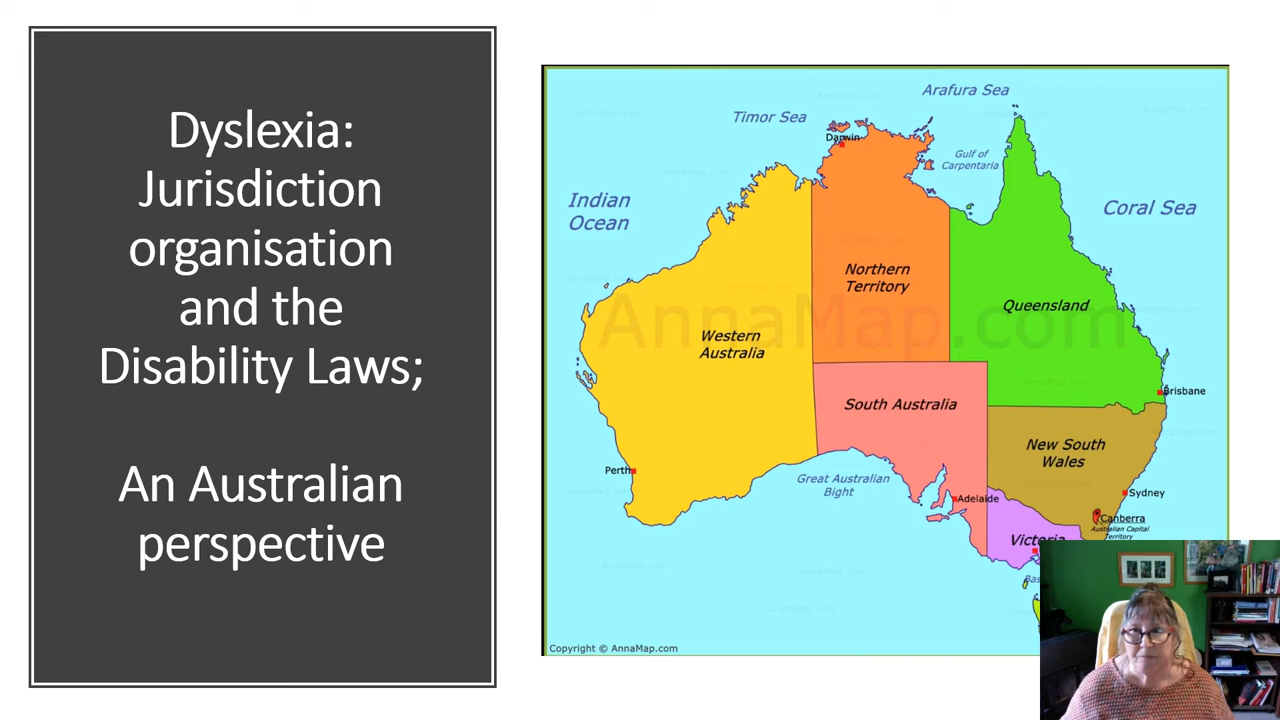 Dyslexia:
Jurisdiction
organisation
and the
Disability Laws;
An Australian
perspective
Arafura Sea
Timor Sea
Darwin
Gulf of
Carpentaria
Indian
Ocean
Coral Sea
Northern
Territory
Queensland
AnnaMap.com
Western
Australia
South Australia
Brisbane
New South
Wales
Perth
Great Australian
Bight
Adelaide
Sydney
Canberra
Australian Capital
Territory
Victoria
Copyright © AnnaMap.com